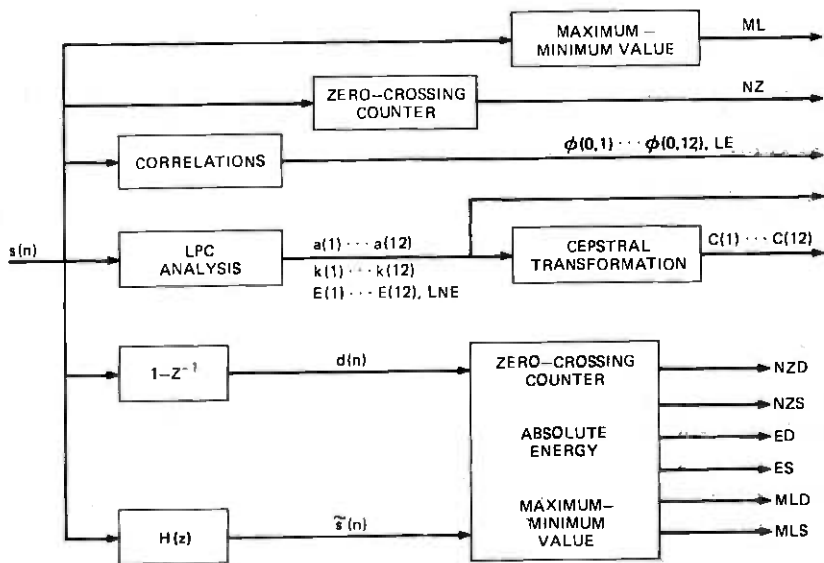 MAXIMUM−
MINIMUM VALUE
ML
ZERO−CROSSING
COUNTER
NZ
CORRELATIONS
ϕ(0,1) ··· ϕ(0,12), LE
s(n)
LPC
ANALYSIS
a(1) ··· a(12)
k(1) ··· k(12)
E(1) ··· E(12), LNE
CEPSTRAL
TRANSFORMATION
C(1) ··· C(12)
1−Z⁻¹
d(n)
ZERO−CROSSING
COUNTER
ABSOLUTE
ENERGY
MAXIMUM−
MINIMUM
VALUE
NZD
NZS
ED
ES
MLD
MLS
H(z)
s̃(n)